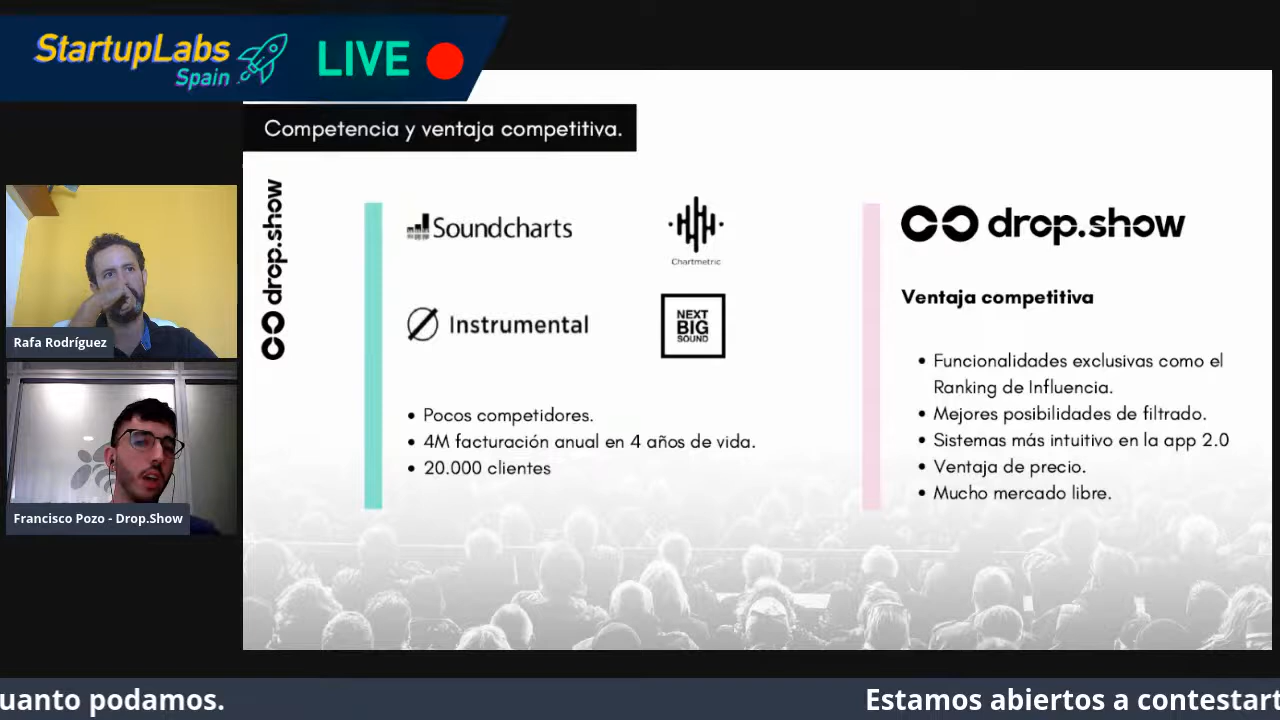 StartupLabs
Spain
LIVE
Competencia y ventaja competitiva.
Rafa Rodríguez
Francisco Pozo - Drop.Show
drop.show
Soundcharts
Chartmetric
Instrumental
NEXT
BIG
SOUND
• Pocos competidores.
• 4M facturación anual en 4 años de vida.
• 20.000 clientes
drop.show
Ventaja competitiva
• Funcionalidades exclusivas como el
Ranking de Influencia.
• Mejores posibilidades de filtrado.
• Sistemas más intuitivo en la app 2.0
• Ventaja de precio.
• Mucho mercado libre.
uanto podamos. Estamos abiertos a contestart